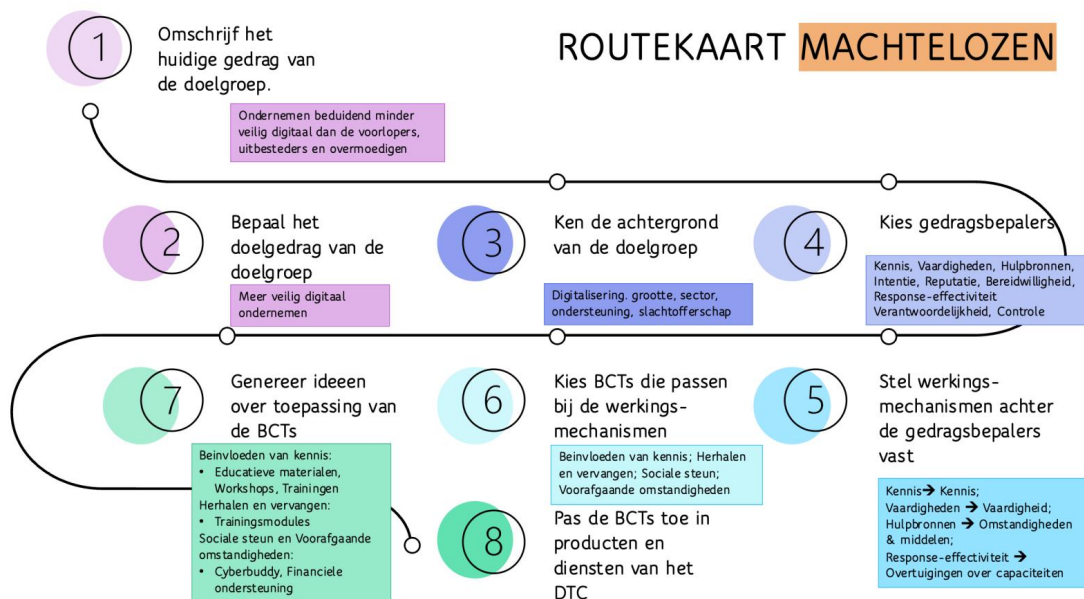 ROUTEKAART MACHTELOZEN
1
Omschrijf het
huidige gedrag van
de doelgroep.
Ondernemen beduidend minder
veilig digitaal dan de voorlopers,
uitbesteders en overmoedigen
2
Bepaal het
doelgedrag van de
doelgroep
Meer veilig digitaal
ondernemen
3
Ken de achtergrond
van de doelgroep
Digitalisering. grootte, sector,
ondersteuning, slachtofferschap
4
Kies gedragsbepalers
Kennis, Vaardigheden, Hulpbronnen,
Intentie, Reputatie, Bereidwilligheid,
Response-effectiviteit
Verantwoordelijkheid, Controle
5
Stel werkings-
mechanismen achter
de gedragsbepalers
vast
Kennis➔ Kennis;
Vaardigheden ➔ Vaardigheid;
Hulpbronnen ➔ Omstandigheden
& middelen;
Response-effectiviteit ➔
Overtuigingen over capaciteiten
6
Kies BCTs die passen
bij de werkings-
mechanismen
Beinvloeden van kennis; Herhalen
en vervangen; Sociale steun;
Voorafgaande omstandigheden
7
Genereer ideeen
over toepassing van
de BCTs
Beinvloeden van kennis:
• Educatieve materialen,
Workshops, Trainingen
Herhalen en vervangen:
• Trainingsmodules
Sociale steun en Voorafgaande
omstandigheden:
• Cyberbuddy, Financiele
ondersteuning
8
Pas de BCTs toe in
producten en
diensten van het
DTC